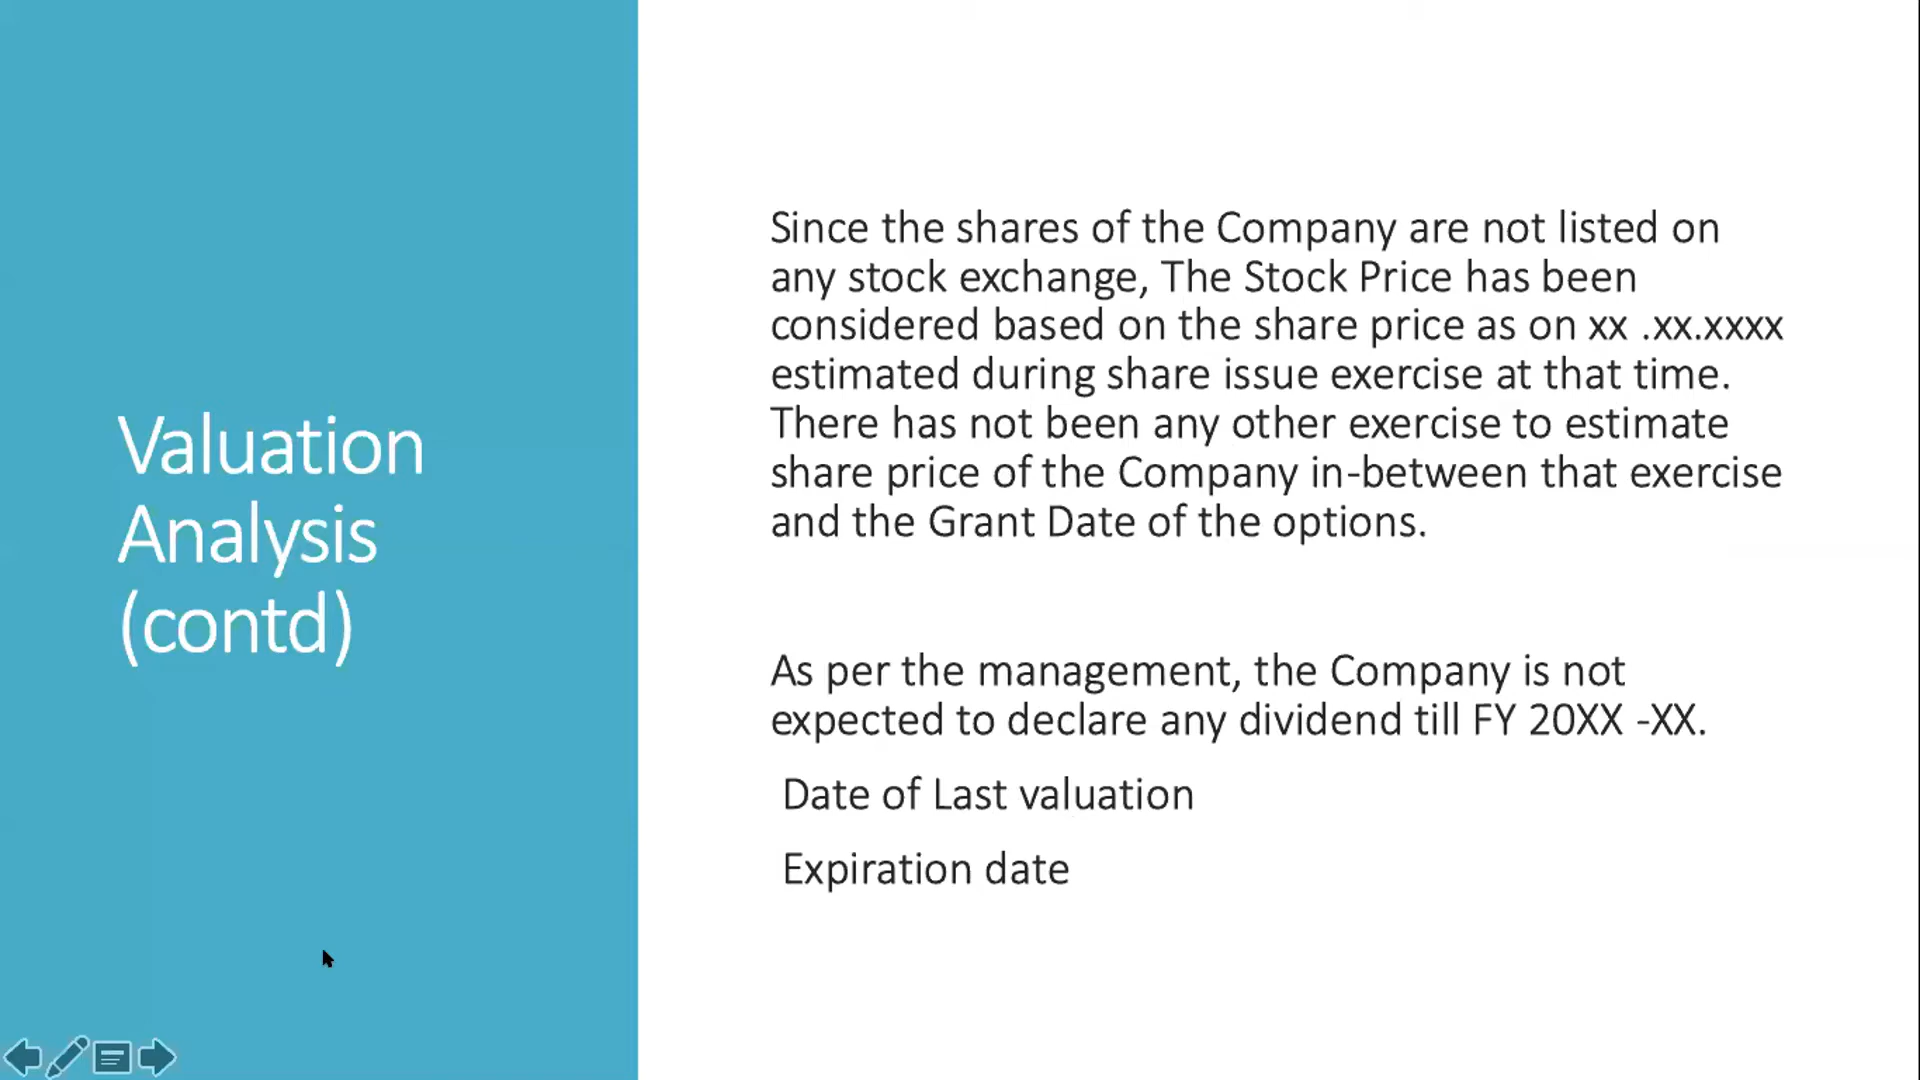 Valuation
Analysis
(contd)
Since the shares of the Company are not listed on
any stock exchange, The Stock Price has been
considered based on the share price as on xx .xx.xxxx
estimated during share issue exercise at that time.
There has not been any other exercise to estimate
share price of the Company in-between that exercise
and the Grant Date of the options.
As per the management, the Company is not
expected to declare any dividend till FY 20XX -XX.
Date of Last valuation
Expiration date